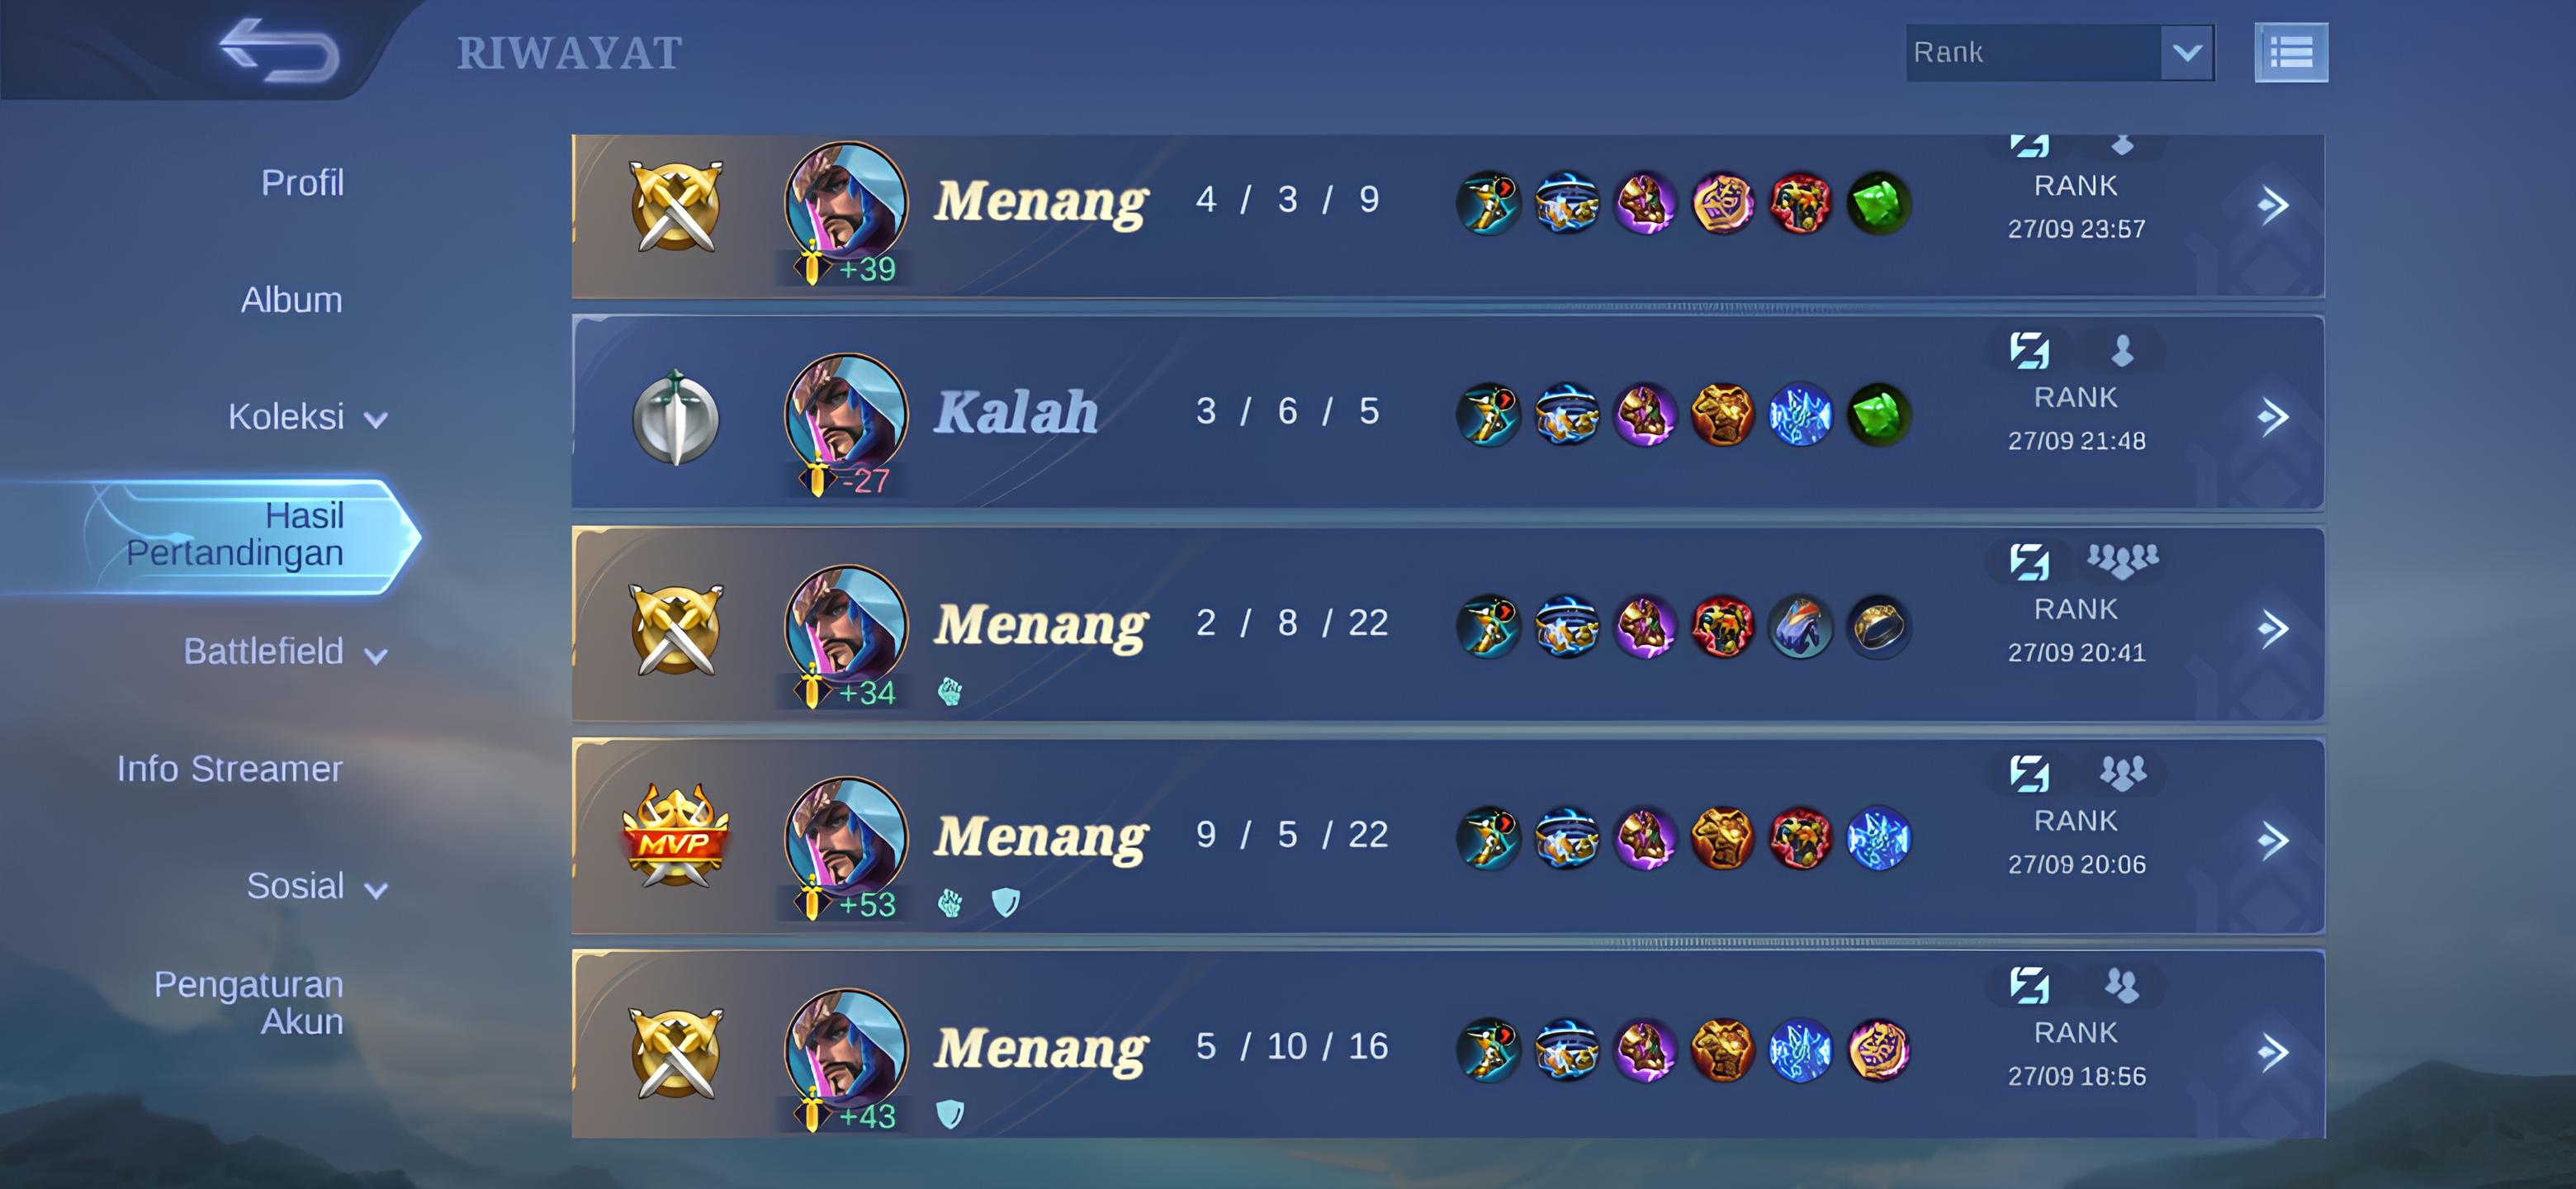 RIWAYAT
Rank
Profil
Album
Koleksi
Hasil
Pertandingan
Battlefield
Info Streamer
Sosial
Pengaturan
Akun
Menang 4 / 3 / 9
+39
RANK
27/09 23:57
Kalah 3 / 6 / 5
-27
RANK
27/09 21:48
Menang 2 / 8 / 22
+34
RANK
27/09 20:41
MVP
Menang 9 / 5 / 22
+53
RANK
27/09 20:06
Menang 5 / 10 / 16
+43
RANK
27/09 18:56